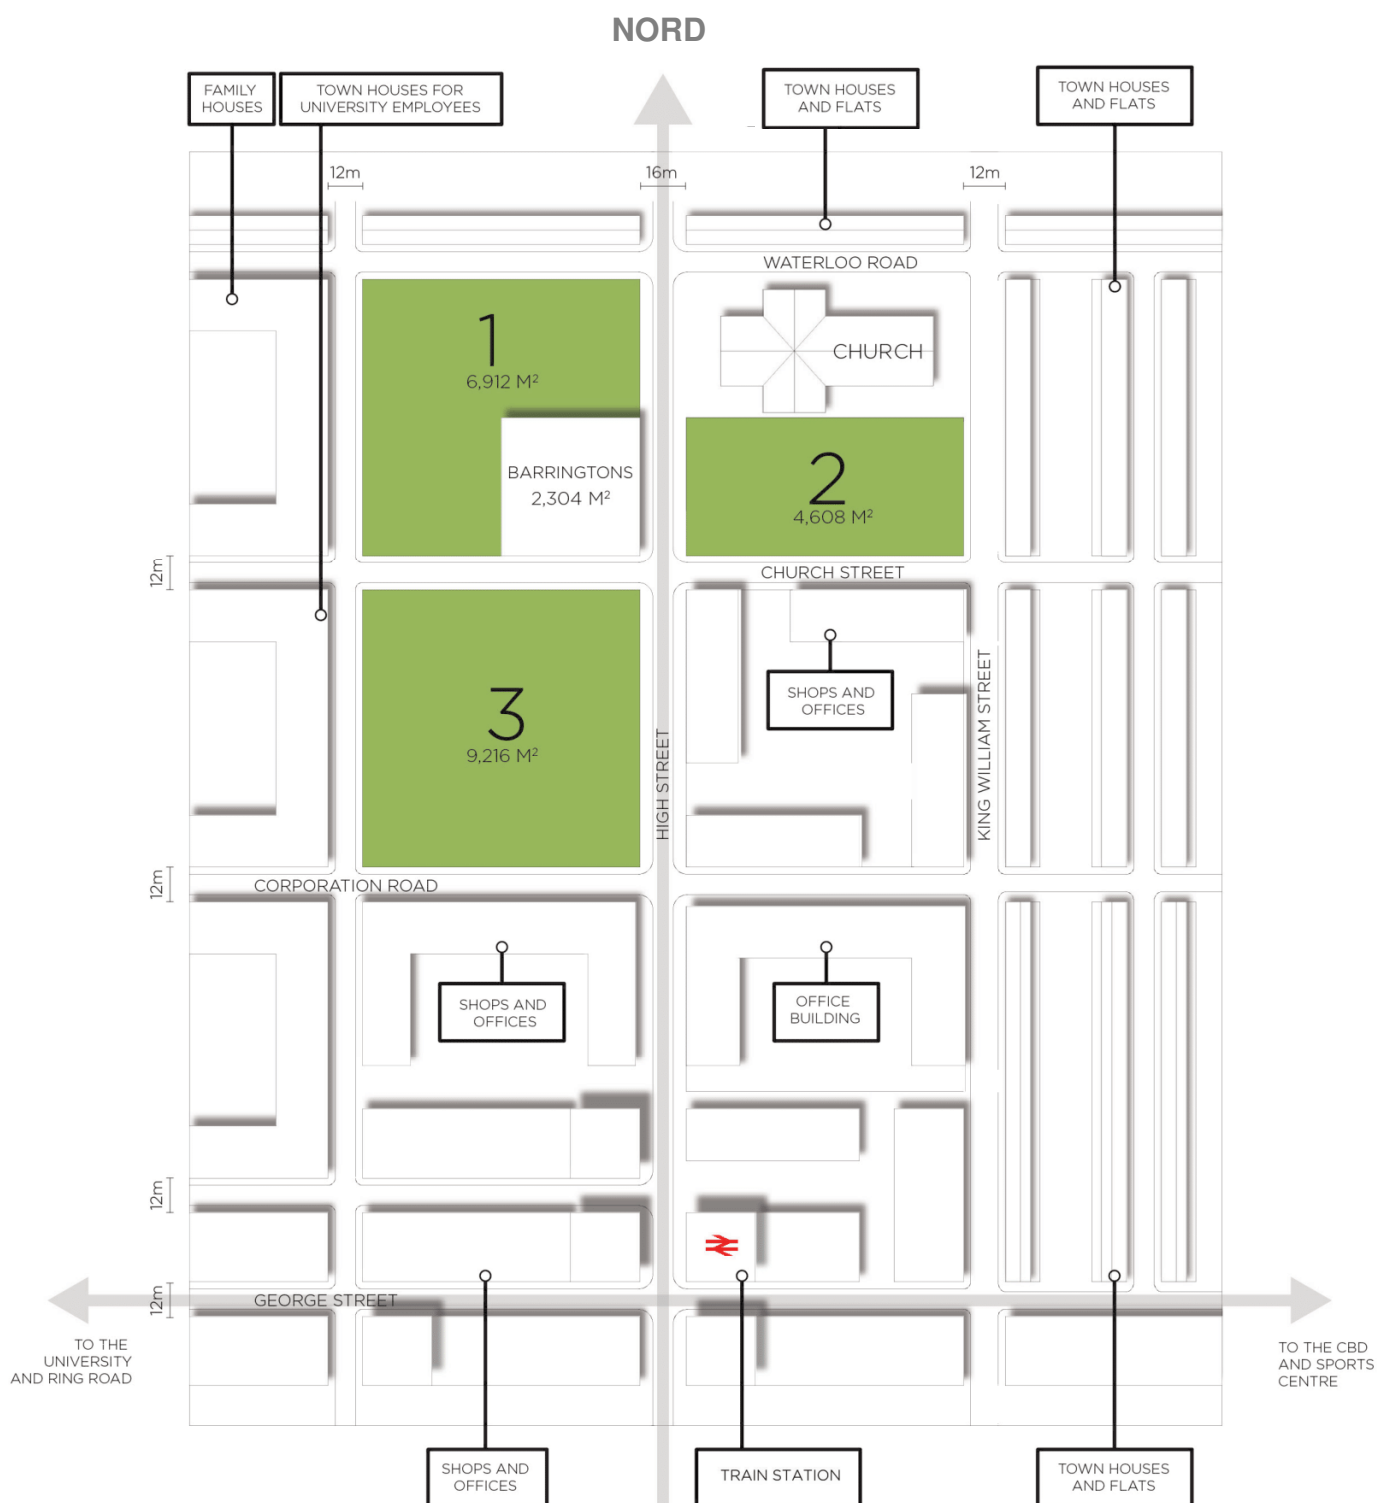 NORD
FAMILY
HOUSES
TOWN HOUSES FOR
UNIVERSITY EMPLOYEES
TOWN HOUSES
AND FLATS
TOWN HOUSES
AND FLATS
12m
16m
12m
WATERLOO ROAD
1
6,912 M²
CHURCH
BARRINGTONS
2,304 M²
2
4,608 M²
12m
CHURCH STREET
SHOPS AND
OFFICES
KING WILLIAM STREET
3
9,216 M²
HIGH STREET
12m
CORPORATION ROAD
SHOPS AND
OFFICES
OFFICE
BUILDING
12m
12m
GEORGE STREET
TO THE
UNIVERSITY
AND RING ROAD
TO THE CBD
AND SPORTS
CENTRE
SHOPS AND
OFFICES
TRAIN STATION
TOWN HOUSES
AND FLATS